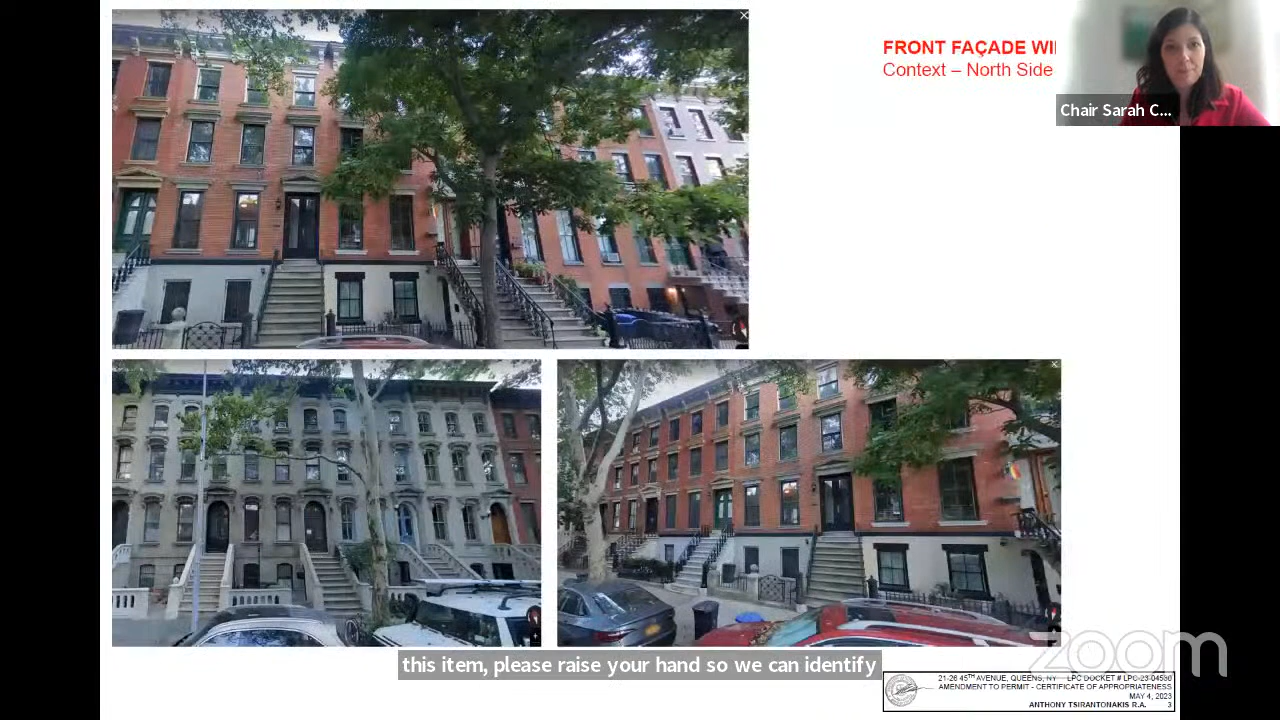 FRONT FAÇADE WI
Context – North Side
Chair Sarah C...
this item, please raise your hand so we can identify
zoom
21-26 45TH AVENUE, QUEENS, NY LPC DOCKET # LPC-23-04530
AMENDMENT TO PERMIT - CERTIFICATE OF APPROPRIATENESS
MAY 4, 2023
ANTHONY TSIRANTONAKIS R.A. 3